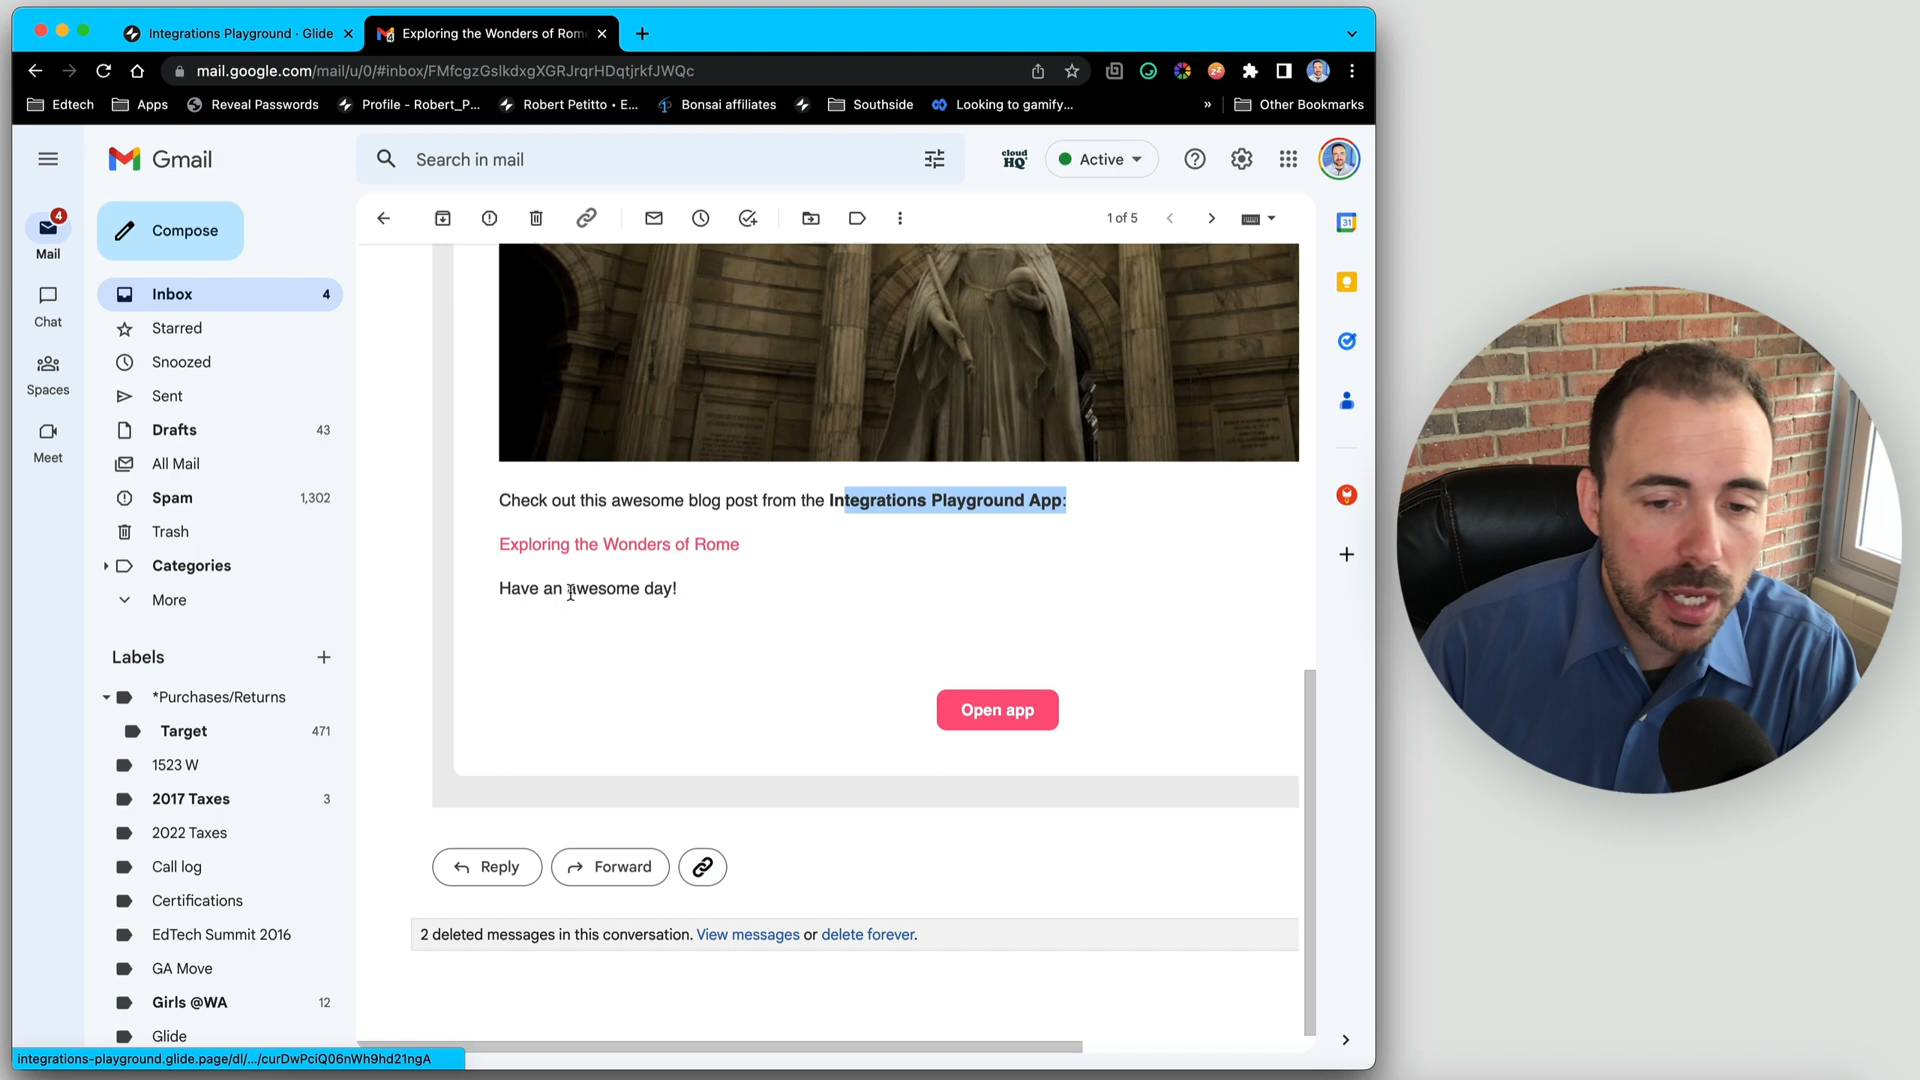 Integrations Playground · Glide
Exploring the Wonders of Rom
mail.google.com/mail/u/0/#inbox/FMfcgzGslkdxgXGRJrqrHDqtjrkfJWQc
Edtech
Apps
Reveal Passwords
Profile - Robert_P...
Robert Petitto • E...
Bonsai affiliates
Southside
Looking to gamify...
»
Other Bookmarks
Gmail
Search in mail
cloud
HQ
Active
4
Mail
Chat
Spaces
Meet
Compose
Inbox 4
Starred
Snoozed
Sent
Drafts 43
All Mail
Spam 1,302
Trash
Categories
More
Labels
*Purchases/Returns
Target 471
1523 W
2017 Taxes 3
2022 Taxes
Call log
Certifications
EdTech Summit 2016
GA Move
Girls @WA 12
Glide
1 of 5
31
Check out this awesome blog post from the Integrations Playground App:
Exploring the Wonders of Rome
Have an awesome day!
Open app
Reply
Forward
2 deleted messages in this conversation. View messages or delete forever.
integrations-playground.glide.page/dl/.../curDwPciQ06nWh9hd21ngA